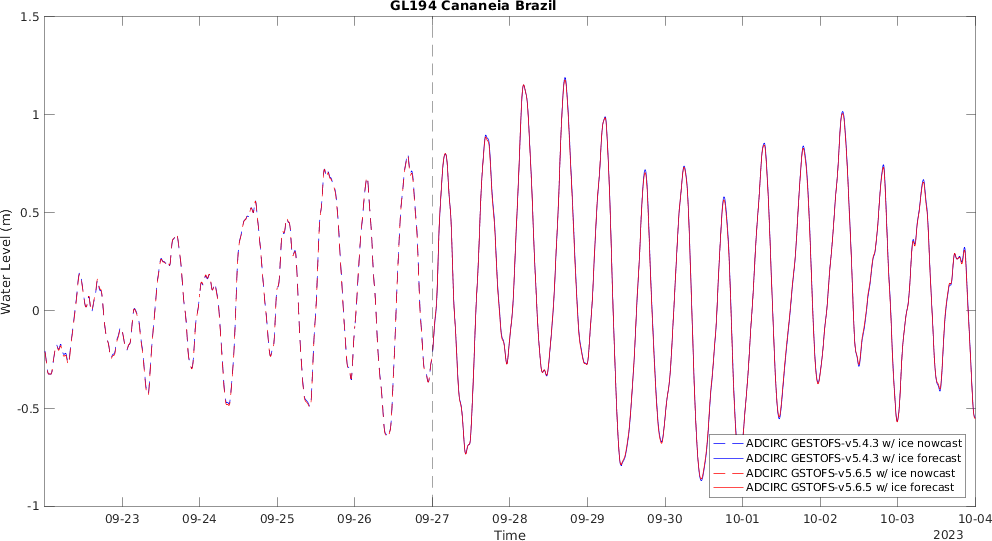 GL194 Cananeia Brazil
1.5
1
0.5
0
-0.5
-1
Water Level (m)
ADCIRC GESTOFS-v5.4.3 w/ ice nowcast
ADCIRC GESTOFS-v5.4.3 w/ ice forecast
ADCIRC GSTOFS-v5.6.5 w/ ice nowcast
ADCIRC GSTOFS-v5.6.5 w/ ice forecast
09-23 09-24 09-25 09-26 09-27 09-28 09-29 09-30 10-01 10-02 10-03 10-04
Time
2023